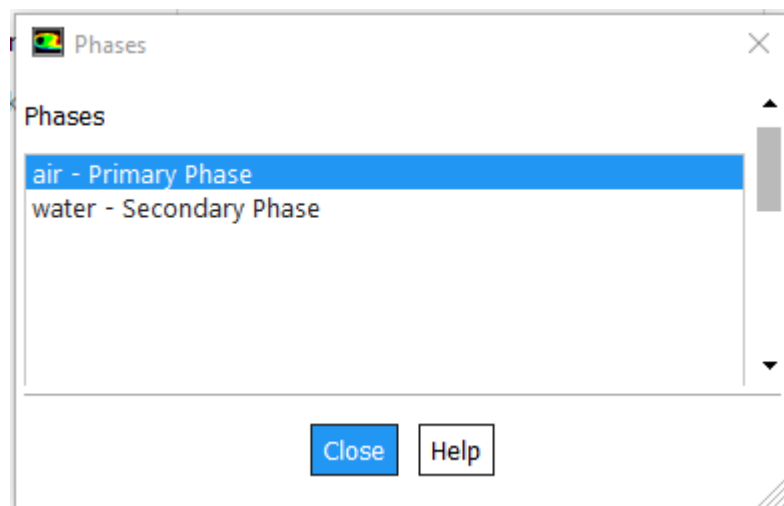 Phases
Phases
air - Primary Phase
water - Secondary Phase
Close Help